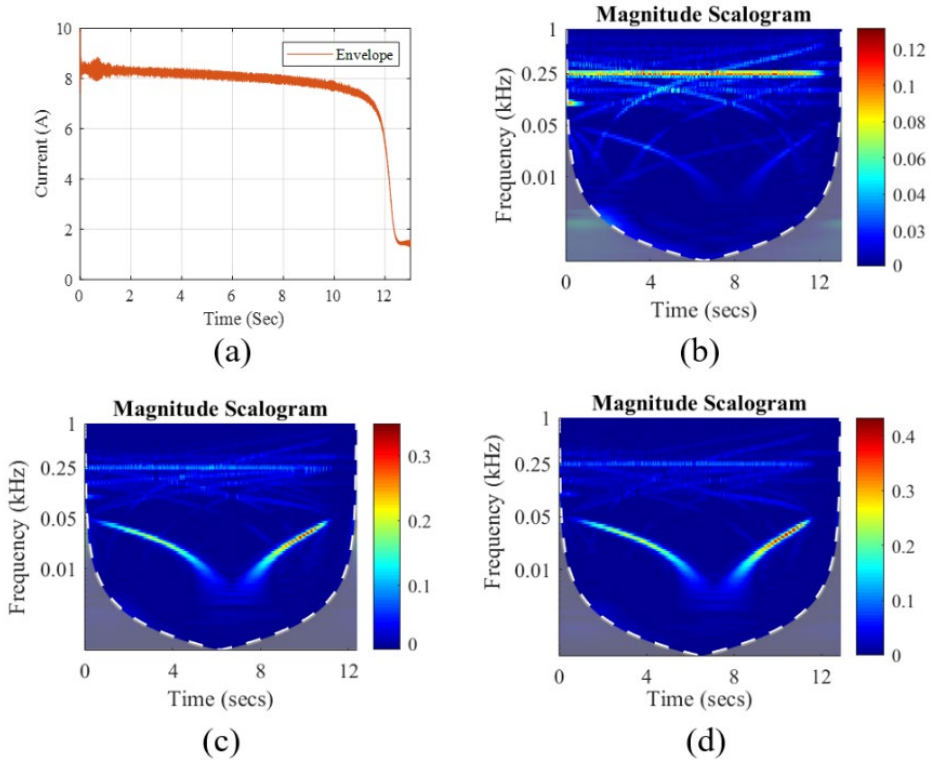 10
8
6
4
2
0
Current (A)
Envelope
0 2 4 6 8 10 12
Time (Sec)
(a)
Magnitude Scalogram
1
0.25
0.05
0.01
Frequency (kHz)
0 4 8 12
Time (secs)
0.12
0.10
0.08
0.06
0.04
0.03
0
(b)
Magnitude Scalogram
1
0.25
0.05
0.01
Frequency (kHz)
0 4 8 12
Time (secs)
0.3
0.2
0.1
0
(c)
Magnitude Scalogram
1
0.25
0.05
0.01
Frequency (kHz)
0 4 8 12
Time (secs)
0.4
0.3
0.2
0.1
0
(d)